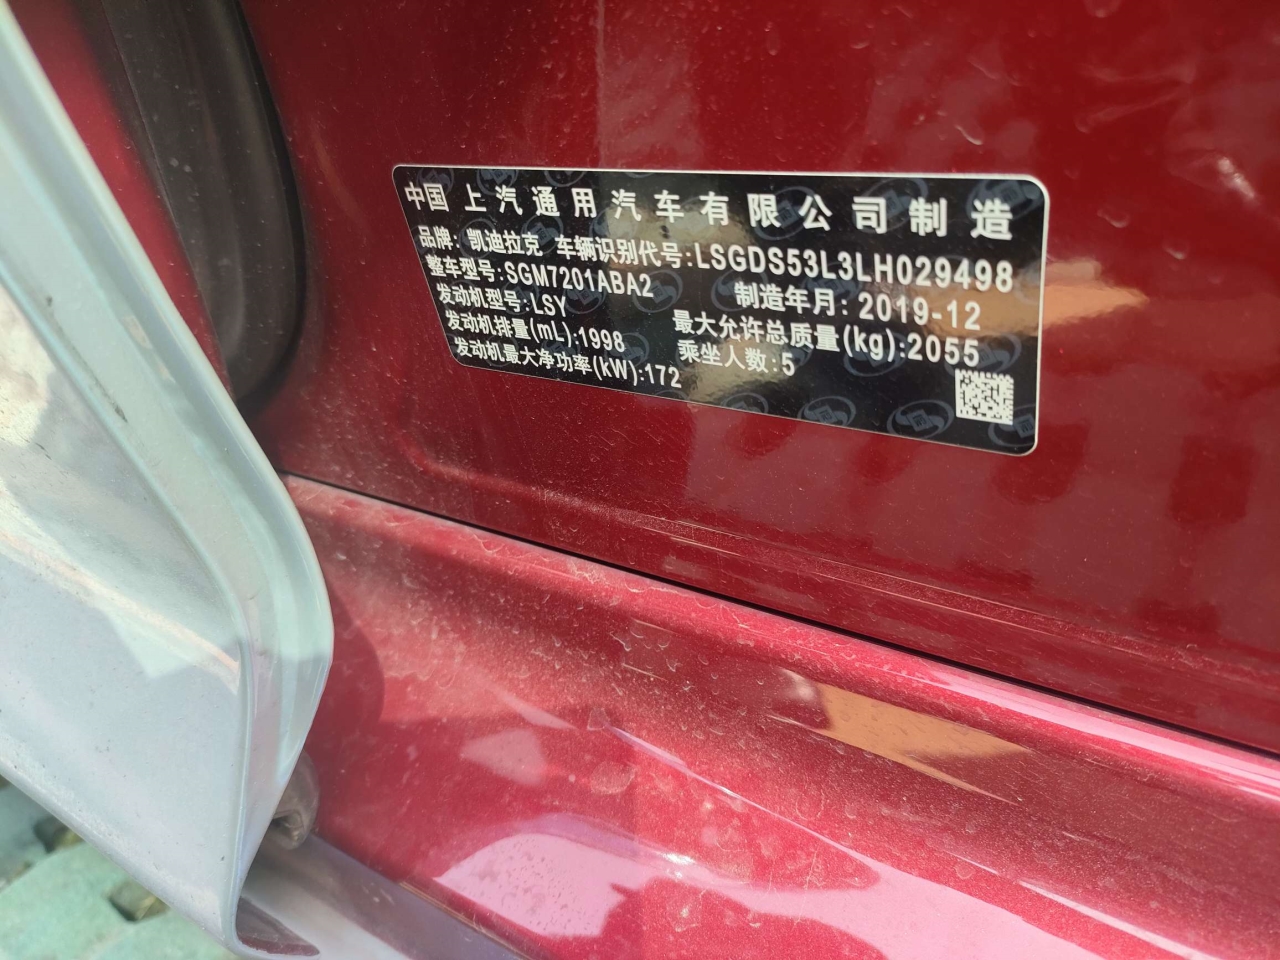 中国 上汽通用汽车有限公司制造
品牌: 凯迪拉克 车辆识别代号:LSGDS53L3LH029498
整车型号:SGM7201ABA2 制造年月: 2019-12
发动机型号:LSY 最大允许总质量(kg):2055
发动机排量(mL):1998 乘坐人数:5
发动机最大净功率(kW):172